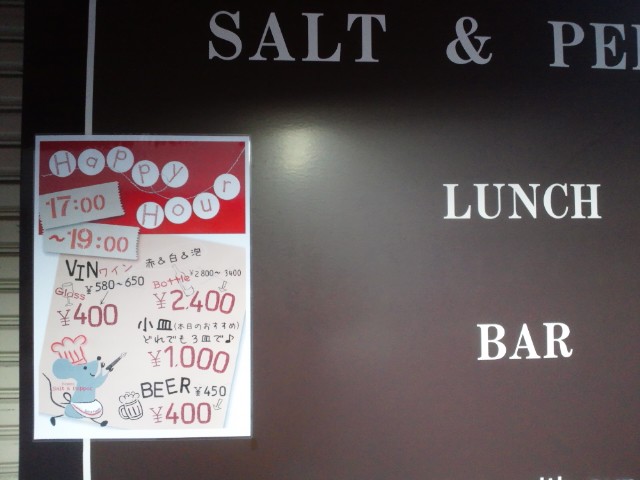 SALT & PE
LUNCH
BAR
Happy
Hour
17:00
~19:00
VINワイン
赤&白&泡
Glass
¥580~650
¥400
Bottle
¥2800~3400
¥2,400
小皿(本日のおすすめ)
どれでも3皿で♪
¥1,000
BEER ¥450
¥400